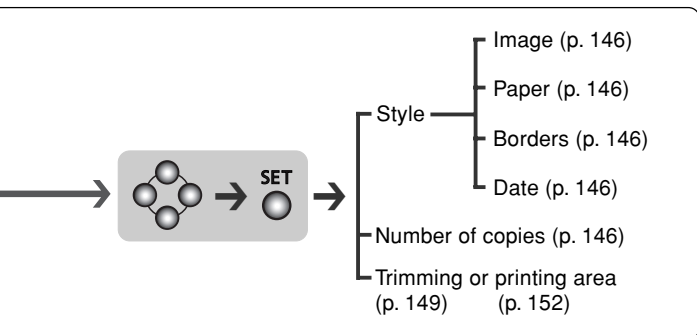 Image (p. 146)
Paper (p. 146)
Style
Borders (p. 146)
SET
Date (p. 146)
Number of copies (p. 146)
Trimming or printing area
(p. 149) (p. 152)